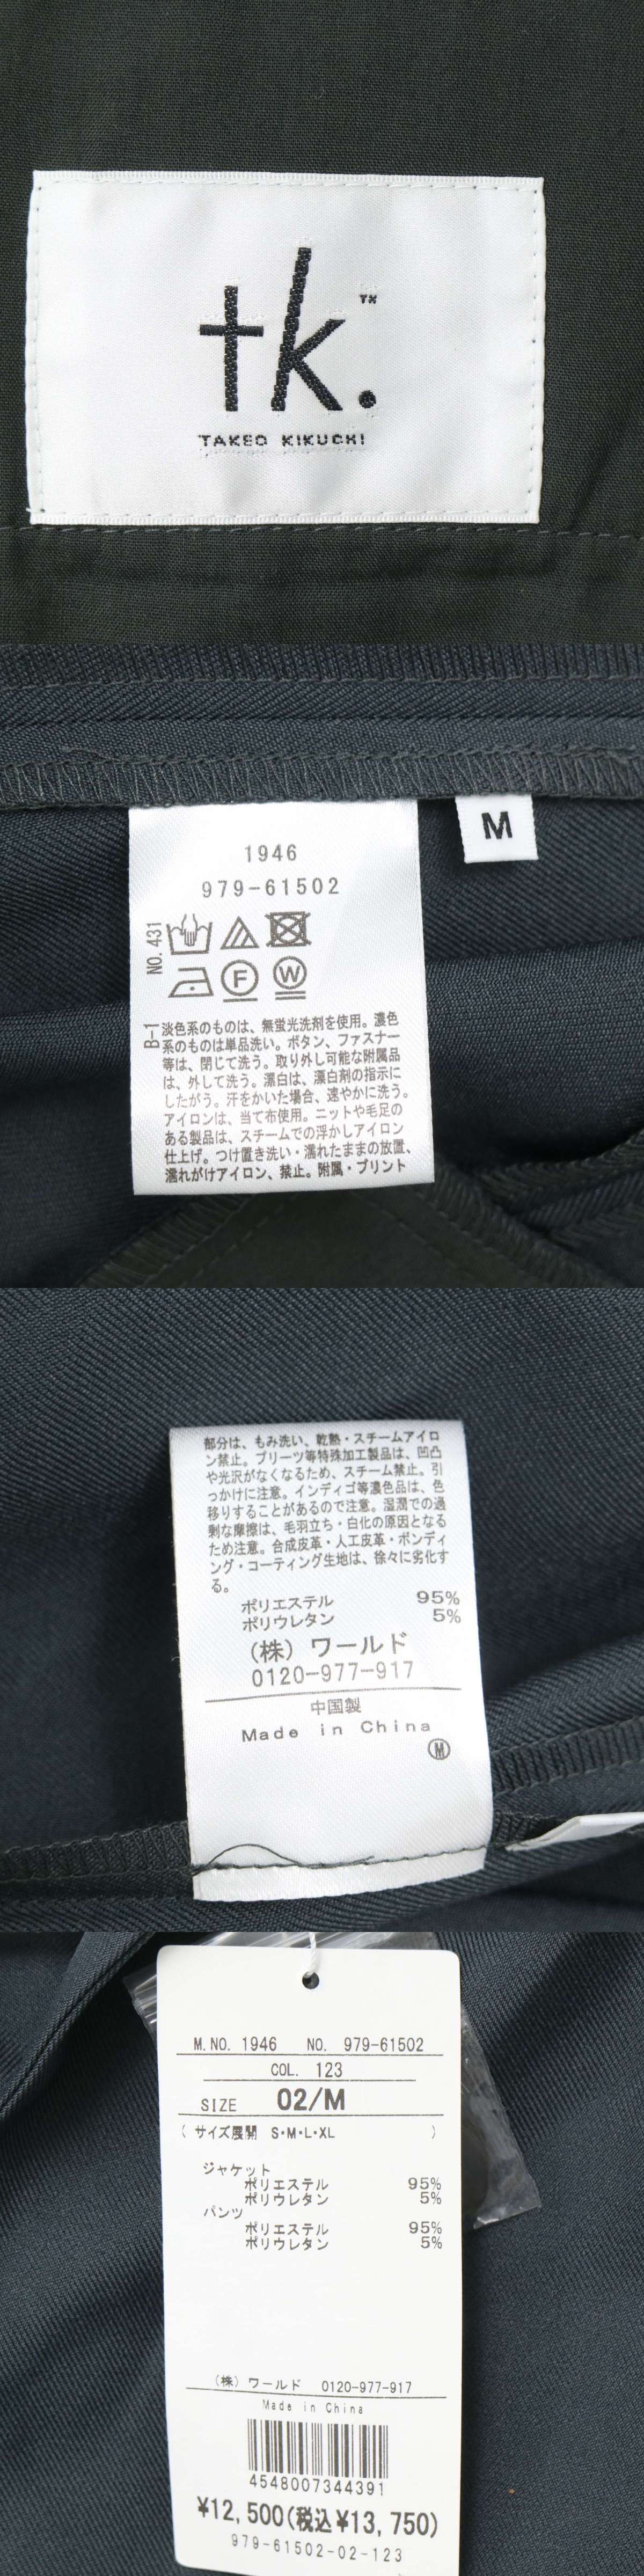 tk.
TK
TAKEO KIKUCHI
M
1946
979-61502
NO.431
F
W
B-1
淡色系のものは、無蛍光洗剤を使用。濃色
系のものは単品洗い。ボタン、ファスナー
等は、閉じて洗う。取り外し可能な附属品
は、外して洗う。漂白は、漂白剤の指示に
したがう。汗をかいた場合、速やかに洗う。
アイロンは、当て布使用。ニットや毛足の
ある製品は、スチームでの浮かしアイロン
仕上げ。つけ置き洗い・濡れたままの放置、
濡れがけアイロン、禁止。附属・プリント
部分は、もみ洗い、乾熱・スチームアイロ
ン禁止。プリーツ等特殊加工製品は、凹凸
や光沢がなくなるため、スチーム禁止。引
っかけに注意。インディゴ等濃色品は、色
移りすることがあるので注意。湿潤での過
剰な摩擦は、毛羽立ち・白化の原因となる
ため注意。合成皮革・人工皮革・ボンディ
ング・コーティング生地は、徐々に劣化す
る。
ポリエステル 95%
ポリウレタン 5%
(株) ワールド
0120-977-917
中国製
Made in China
M
M.NO. 1946 NO. 979-61502
COL. 123
SIZE 02/M
( サイズ展開 S・M・L・XL )
ジャケット
ポリエステル 95%
ポリウレタン 5%
パンツ
ポリエステル 95%
ポリウレタン 5%
(株) ワールド 0120-977-917
Made in China
4548007344391
¥12,500(税込¥13,750)
979-61502-02-123